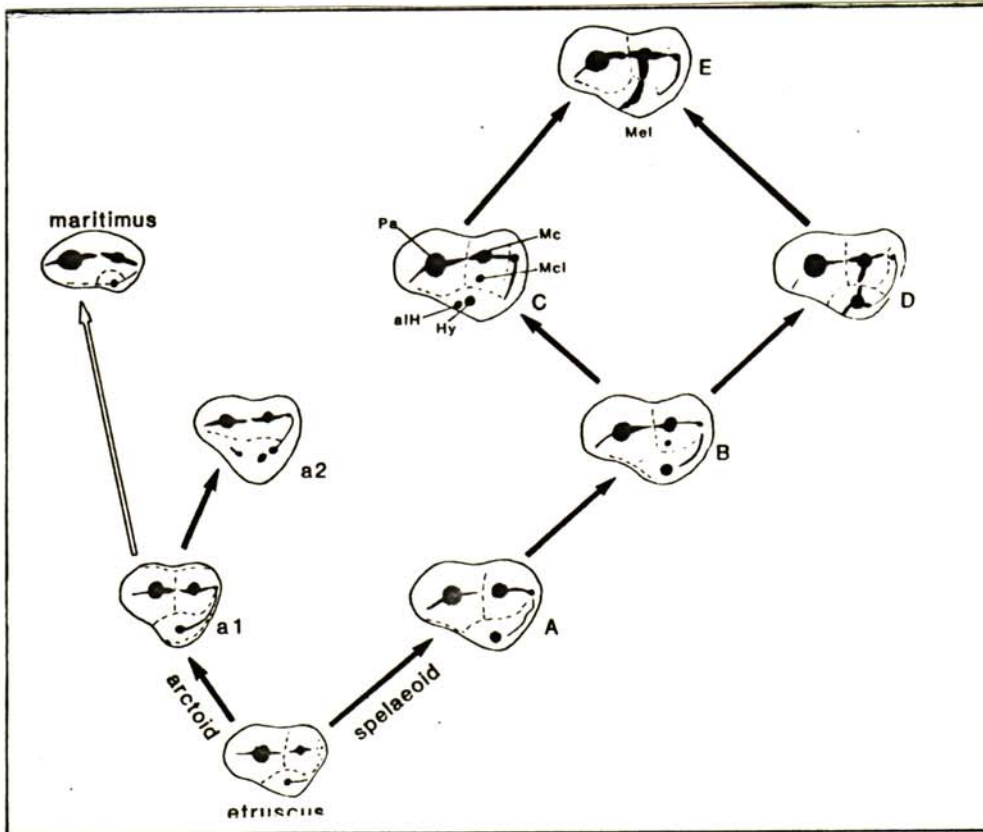 E
Mel
maritimus
Pa
Mc
Mcl
C
alH
Hy
D
B
a2
a1
A
arctoid
spelaeoid
etruscus